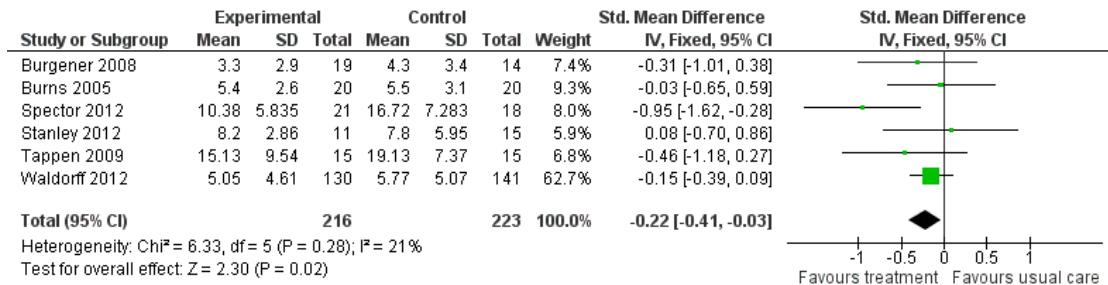 Experimental Control Std. Mean Difference Std. Mean Difference
Study or Subgroup Mean SD Total Mean SD Total Weight IV, Fixed, 95% CI IV, Fixed, 95% CI
Burgener 2008 3.3 2.9 19 4.3 3.4 14 7.4% -0.31 [-1.01, 0.38]
Burns 2005 5.4 2.6 20 5.5 3.1 20 9.3% -0.03 [-0.65, 0.59]
Spector 2012 10.38 5.835 21 16.72 7.283 18 8.0% -0.95 [-1.62, -0.28]
Stanley 2012 8.2 2.86 11 7.8 5.95 15 5.9% 0.08 [-0.70, 0.86]
Tappen 2009 15.13 9.54 15 19.13 7.37 15 6.8% -0.46 [-1.18, 0.27]
Waldorff 2012 5.05 4.61 130 5.77 5.07 141 62.7% -0.15 [-0.39, 0.09]
Total (95% CI) 216 223 100.0% -0.22 [-0.41, -0.03]
Heterogeneity: Chi² = 6.33, df = 5 (P = 0.28); I² = 21%
Test for overall effect: Z = 2.30 (P = 0.02)
-1 -0.5 0 0.5 1
Favours treatment Favours usual care